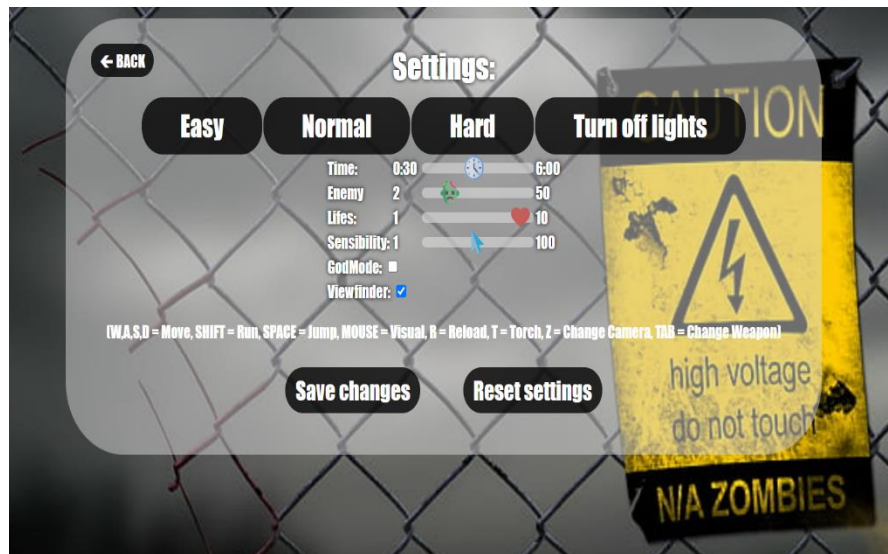 ← BACK
Settings:
Easy Normal Hard Turn off lights
Time: 0:30 6:00
Enemy 2 50
Lifes: 1 10
Sensibility: 1 100
GodMode:
Viewfinder:
(W,A,S,D = Move, SHIFT = Run, SPACE = Jump, MOUSE = Visual, R = Reload, T = Torch, Z = Change Camera, TAB = Change Weapon)
Save changes Reset settings
CAUTION
high voltage
do not touch
N/A ZOMBIES